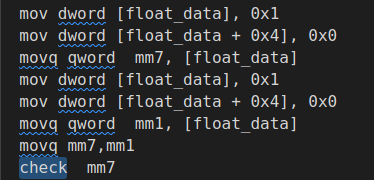 mov dword [float_data], 0x1
mov dword [float_data + 0x4], 0x0
movq qword  mm7, [float_data]
mov dword [float_data], 0x1
mov dword [float_data + 0x4], 0x0
movq qword  mm1, [float_data]
movq mm7,mm1
check  mm7